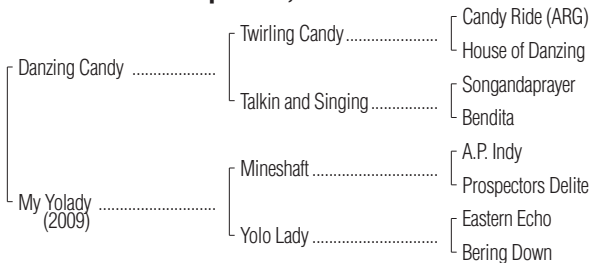 Candy Ride (ARG)
Twirling Candy....................
House of Danzing
Danzing Candy ....................
Songandaprayer
Talkin and Singing................
Bendita
A.P. Indy
Mineshaft ..............................
Prospectors Delite
My Yolady ............................
(2009)
Eastern Echo
Yolo Lady ..............................
Bering Down